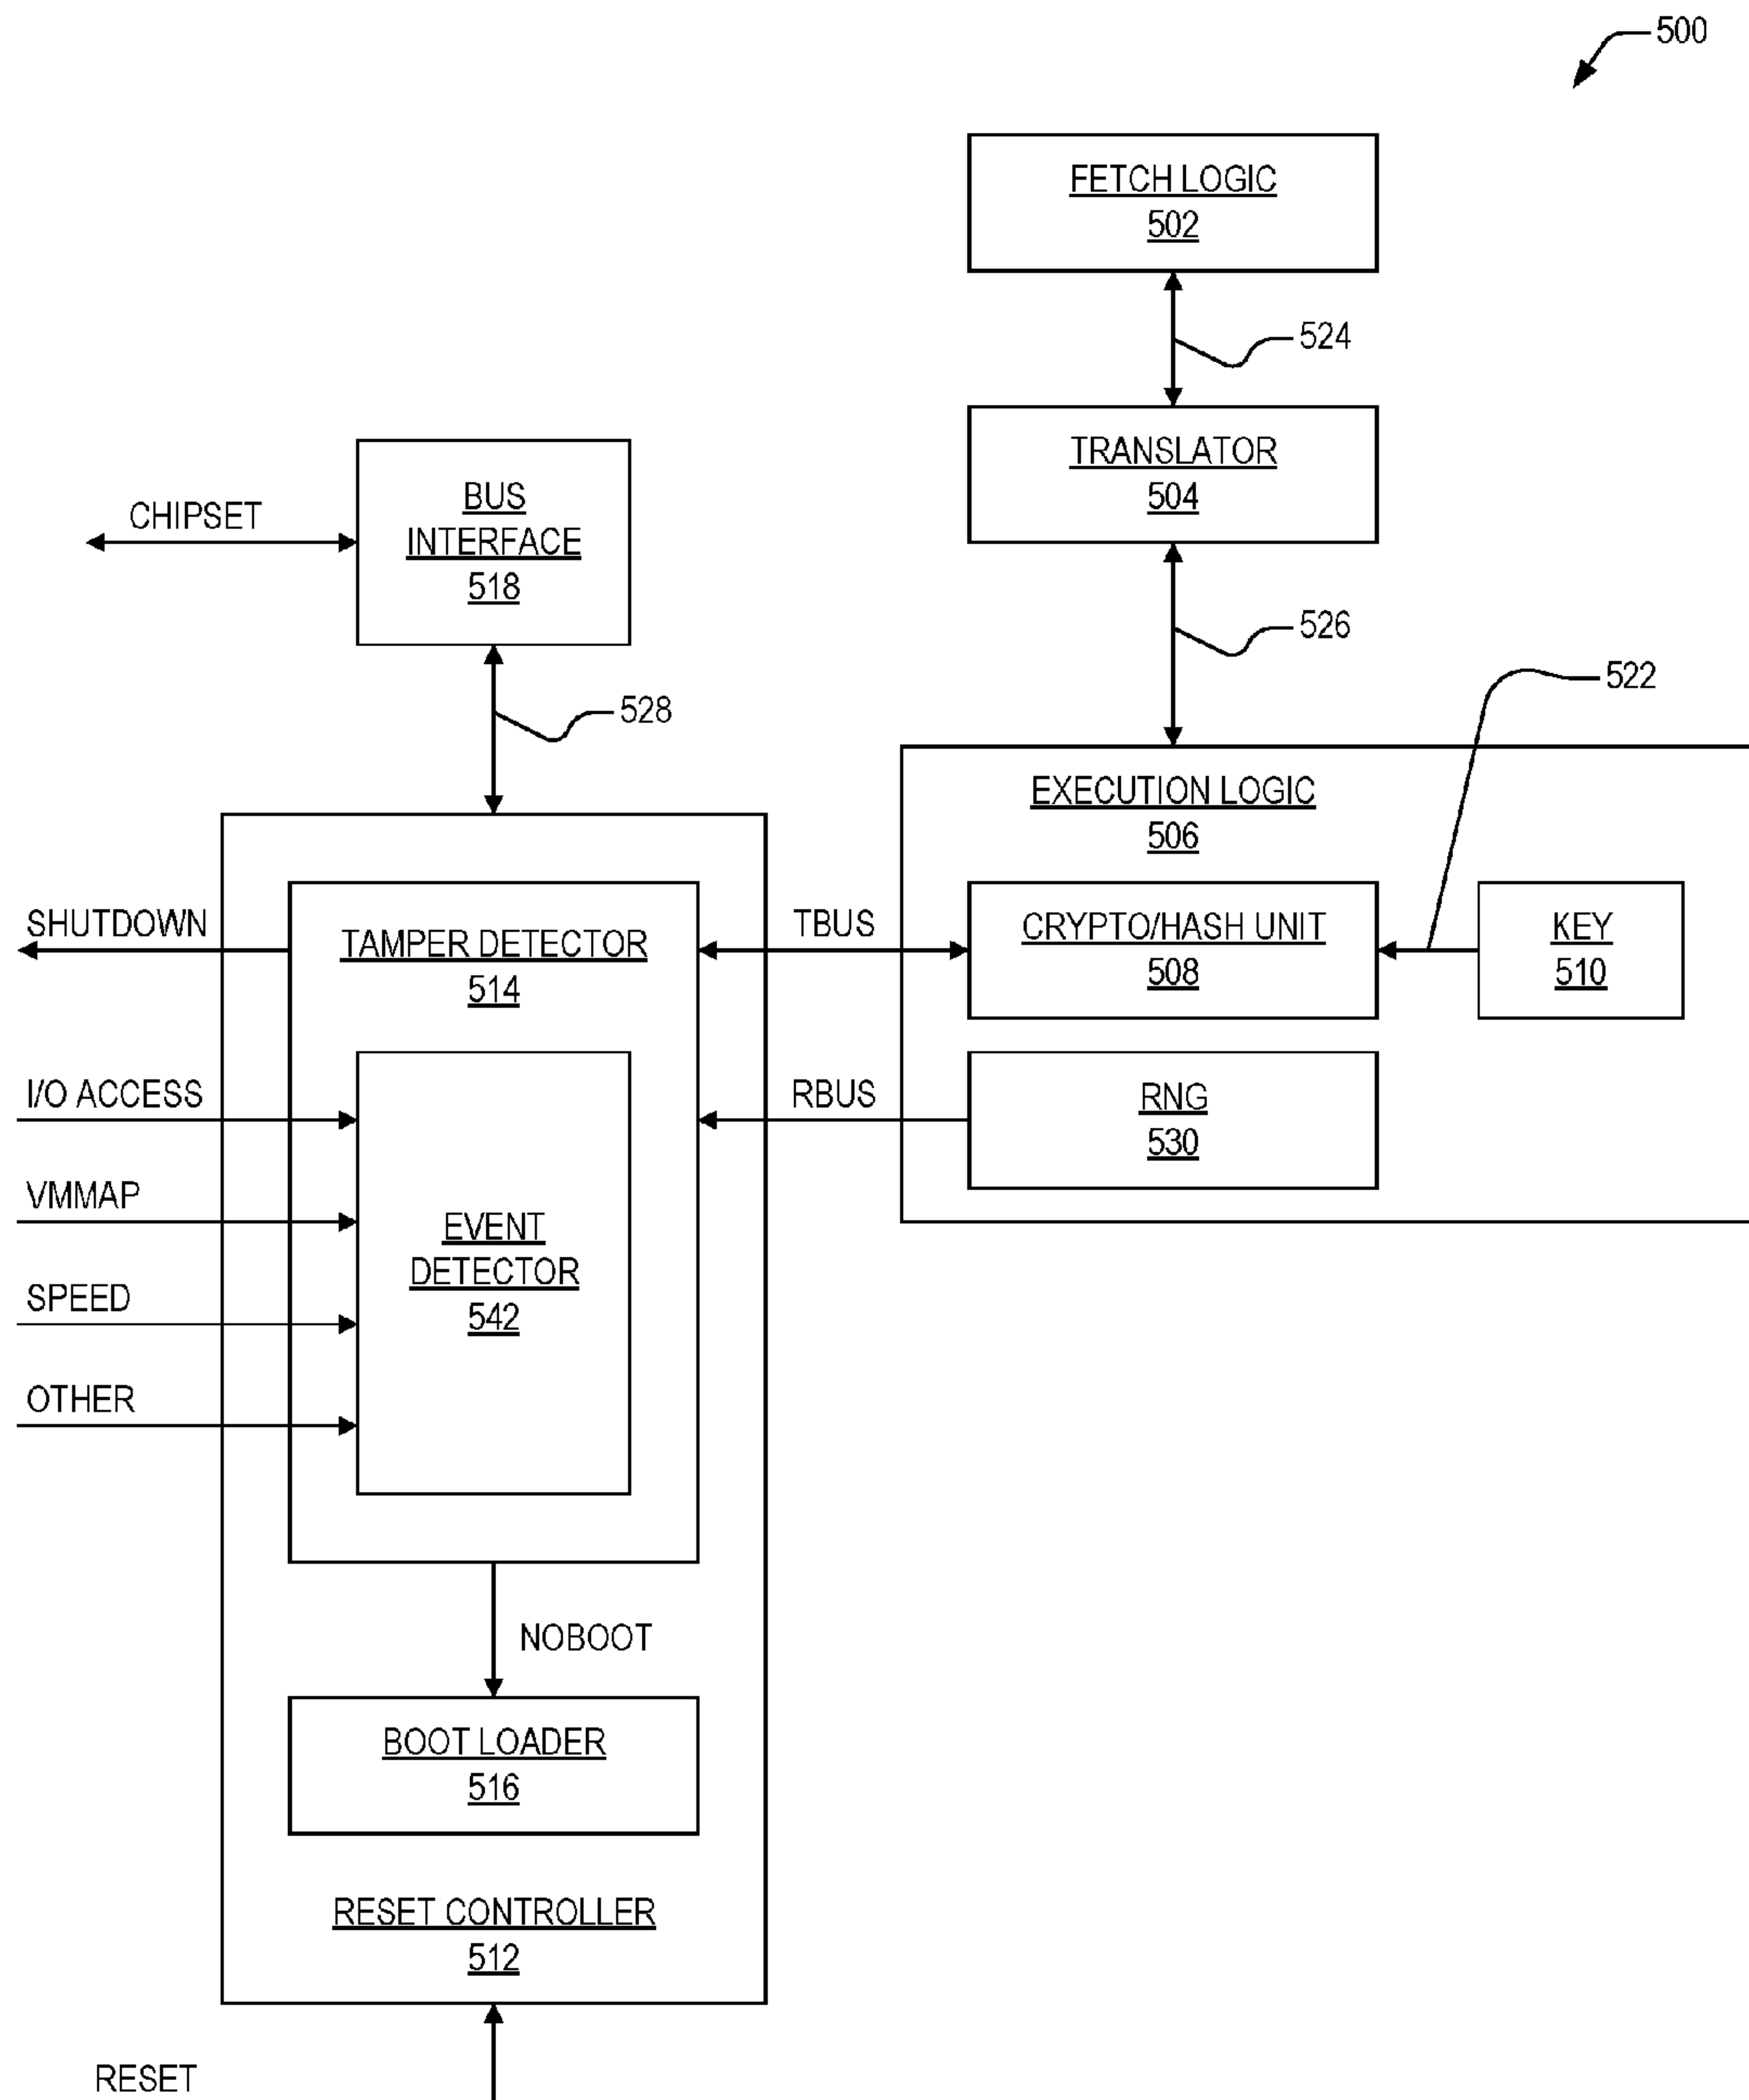 500
FETCH LOGIC
502
524
TRANSLATOR
504
BUS
INTERFACE
518
CHIPSET
526
522
528
EXECUTION LOGIC
506
SHUTDOWN
TAMPER DETECTOR
514
TBUS
CRYPTO/HASH UNIT
508
KEY
510
I/O ACCESS
RBUS
RNG
530
VMMAP
EVENT
DETECTOR
542
SPEED
OTHER
NOBOOT
BOOT LOADER
516
RESET CONTROLLER
512
RESET